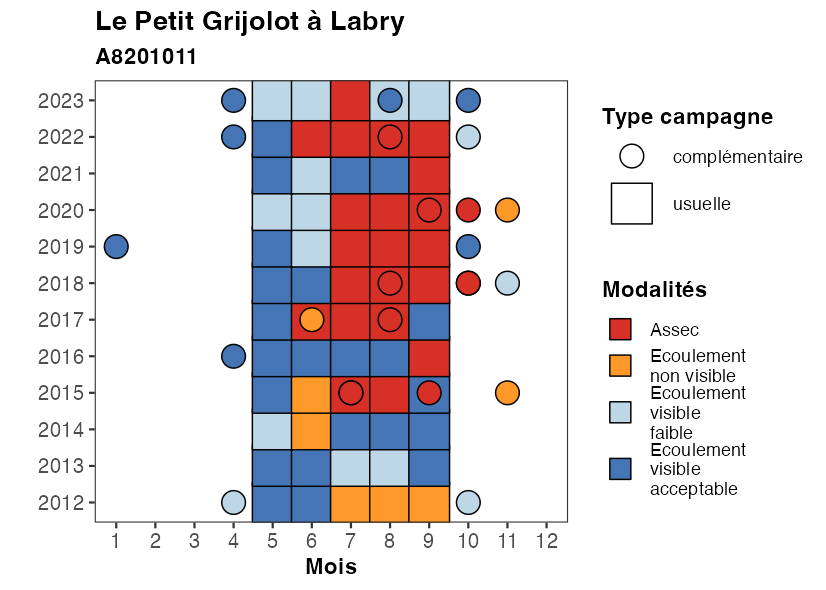 Le Petit Grijolot à Labry
A8201011
2023
2022
2021
2020
2019
2018
2017
2016
2015
2014
2013
2012
1 2 3 4 5 6 7 8 9 10 11 12
Mois
Type campagne
complémentaire
usuelle
Modalités
Assec
Ecoulement
non visible
Ecoulement
visible
faible
Ecoulement
visible
acceptable